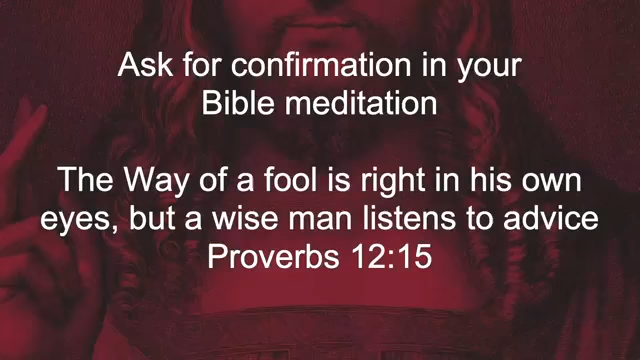 Ask for confirmation in your
Bible meditation
The Way of a fool is right in his own
eyes, but a wise man listens to advice
Proverbs 12:15